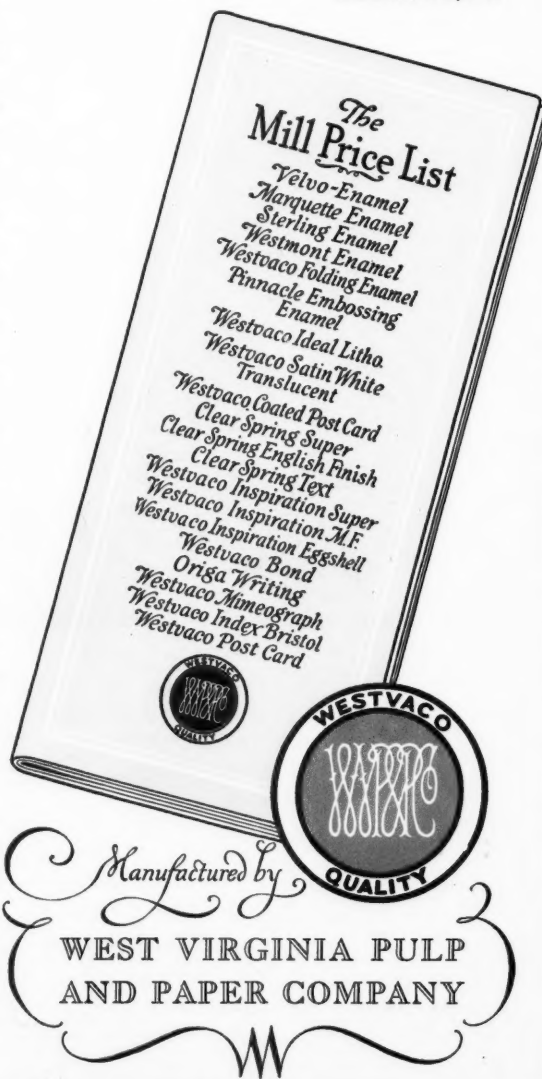 The
Mill Price List
Velvo-Enamel
Marquette Enamel
Sterling Enamel
Westmont Enamel
Westvaco Folding Enamel
Pinnacle Embossing
Enamel
Westvaco Ideal Litho.
Westvaco Satin White
Translucent
Westvaco Coated Post Card
Clear Spring Super
Clear Spring English Finish
Clear Spring Text
Westvaco Inspiration Super
Westvaco Inspiration M.F.
Westvaco Inspiration Eggshell
Westvaco Bond
Origa Writing
Westvaco Mimeograph
Westvaco Index Bristol
Westvaco Post Card
WESTVACO
QUALITY
WESTVACO
QUALITY
Manufactured by
WEST VIRGINIA PULP
AND PAPER COMPANY